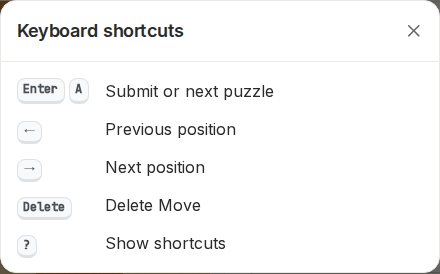 Keyboard shortcuts
Enter A Submit or next puzzle
← Previous position
→ Next position
Delete Delete Move
? Show shortcuts